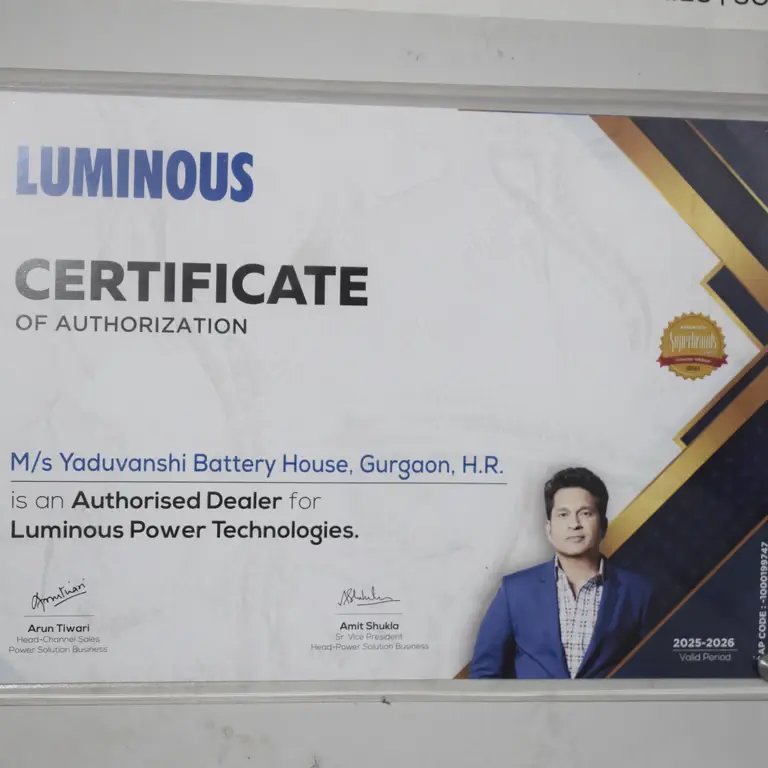 LUMINOUS
CERTIFICATE
OF AUTHORIZATION
Superbrands
M/s Yaduvanshi Battery House, Gurgaon, H.R.
is an Authorised Dealer for
Luminous Power Technologies.
Arun Tiwari
Head-Channel Sales
Power Solution Business
Amit Shukla
Sr. Vice President
Head-Power Solution Business
2025-2026
Valid Period
AP CODE :-1000199747